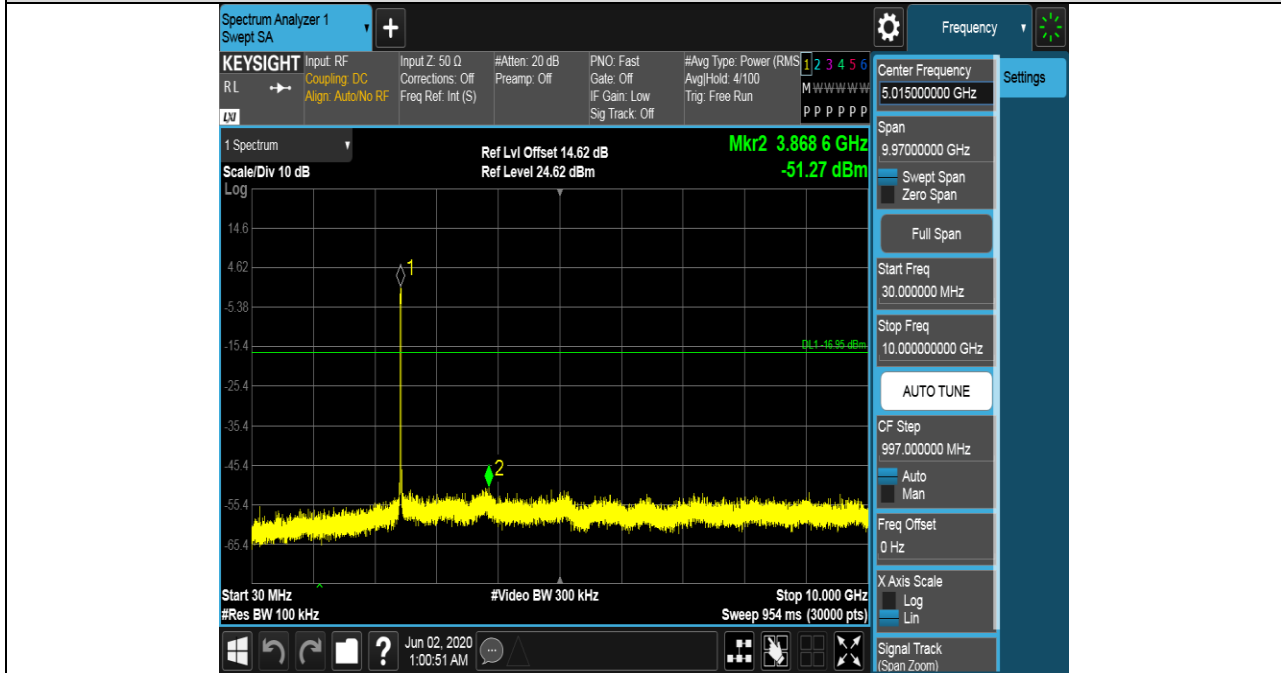 Spectrum Analyzer 1
Swept SA
+
Frequency
KEYSIGHT
RL
LXI
Input: RF
Coupling: DC
Align: Auto/No RF
Input Z: 50 Ω
Corrections: Off
Freq Ref: Int (S)
#Atten: 20 dB
Preamp: Off
PNO: Fast
Gate: Off
IF Gain: Low
Sig Track: Off
#Avg Type: Power (RMS
Avg|Hold: 4/100
Trig: Free Run
1 2 3 4 5 6
M W W W W W
P P P P P P
Center Frequency
5.015000000 GHz
Settings
1 Spectrum
Scale/Div 10 dB
Ref Lvl Offset 14.62 dB
Ref Level 24.62 dBm
Mkr2 3.868 6 GHz
-51.27 dBm
Log
14.6
4.62
-5.38
-15.4
-25.4
-35.4
-45.4
-55.4
-65.4
1
DL1 -16.95 dBm
2
Start 30 MHz
#Res BW 100 kHz
#Video BW 300 kHz
Stop 10.000 GHz
Sweep 954 ms (30000 pts)
Span
9.97000000 GHz
Swept Span
Zero Span
Full Span
Start Freq
30.000000 MHz
Stop Freq
10.000000000 GHz
AUTO TUNE
CF Step
997.000000 MHz
Auto
Man
Freq Offset
0 Hz
X Axis Scale
Log
Lin
Signal Track
(Span Zoom)
?
Jun 02, 2020
1:00:51 AM